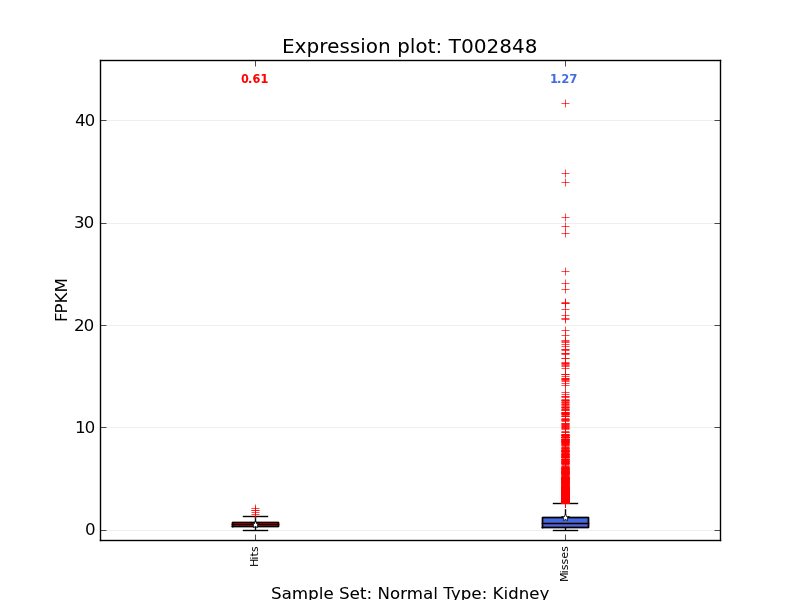 Expression plot: T002848
0.61
1.27
40
30
20
10
0
FPKM
Hits
Misses
Sample Set: Normal Type: Kidney